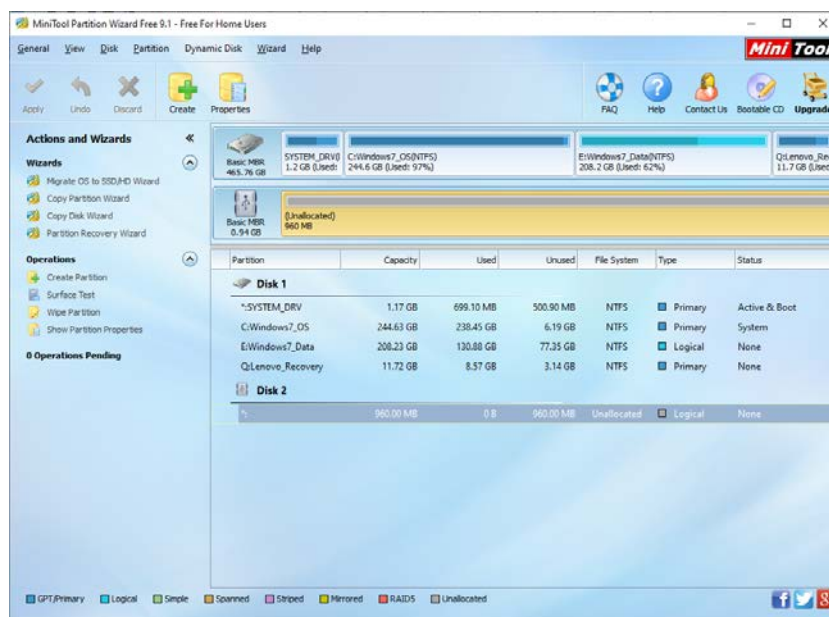 MiniTool Partition Wizard Free 9.1 - Free For Home Users
General View Disk Partition Dynamic Disk Wizard Help
Mini Tool
Apply Undo Discard Create Properties FAQ Help Contact Us Bootable CD Upgrade
Actions and Wizards
Wizards
Migrate OS to SSD/HD Wizard
Copy Partition Wizard
Copy Disk Wizard
Partition Recovery Wizard
Operations
Create Partition
Surface Test
Wipe Partition
Show Partition Properties
0 Operations Pending
Basic MBR
465.76 GB
SYSTEM_DRV(
1.2 GB (Used:
C:Windows7_OS(NTFS)
244.6 GB (Used: 97%)
E:Windows7_Data(NTFS)
208.2 GB (Used: 62%)
Q:Lenovo_Re
11.7 GB (Used
Basic MBR
0.94 GB
(Unallocated)
960 MB
Partition Capacity Used Unused File System Type Status
Disk 1
*:SYSTEM_DRV 1.17 GB 699.10 MB 500.90 MB NTFS Primary Active & Boot
C:Windows7_OS 244.63 GB 238.45 GB 6.19 GB NTFS Primary System
E:Windows7_Data 208.23 GB 130.88 GB 77.35 GB NTFS Logical None
Q:Lenovo_Recovery 11.72 GB 8.57 GB 3.14 GB NTFS Primary None
Disk 2
*: 960.00 MB 0 B 960.00 MB Unallocated Logical None
GPT/Primary Logical Simple Spanned Striped Mirrored RAID5 Unallocated